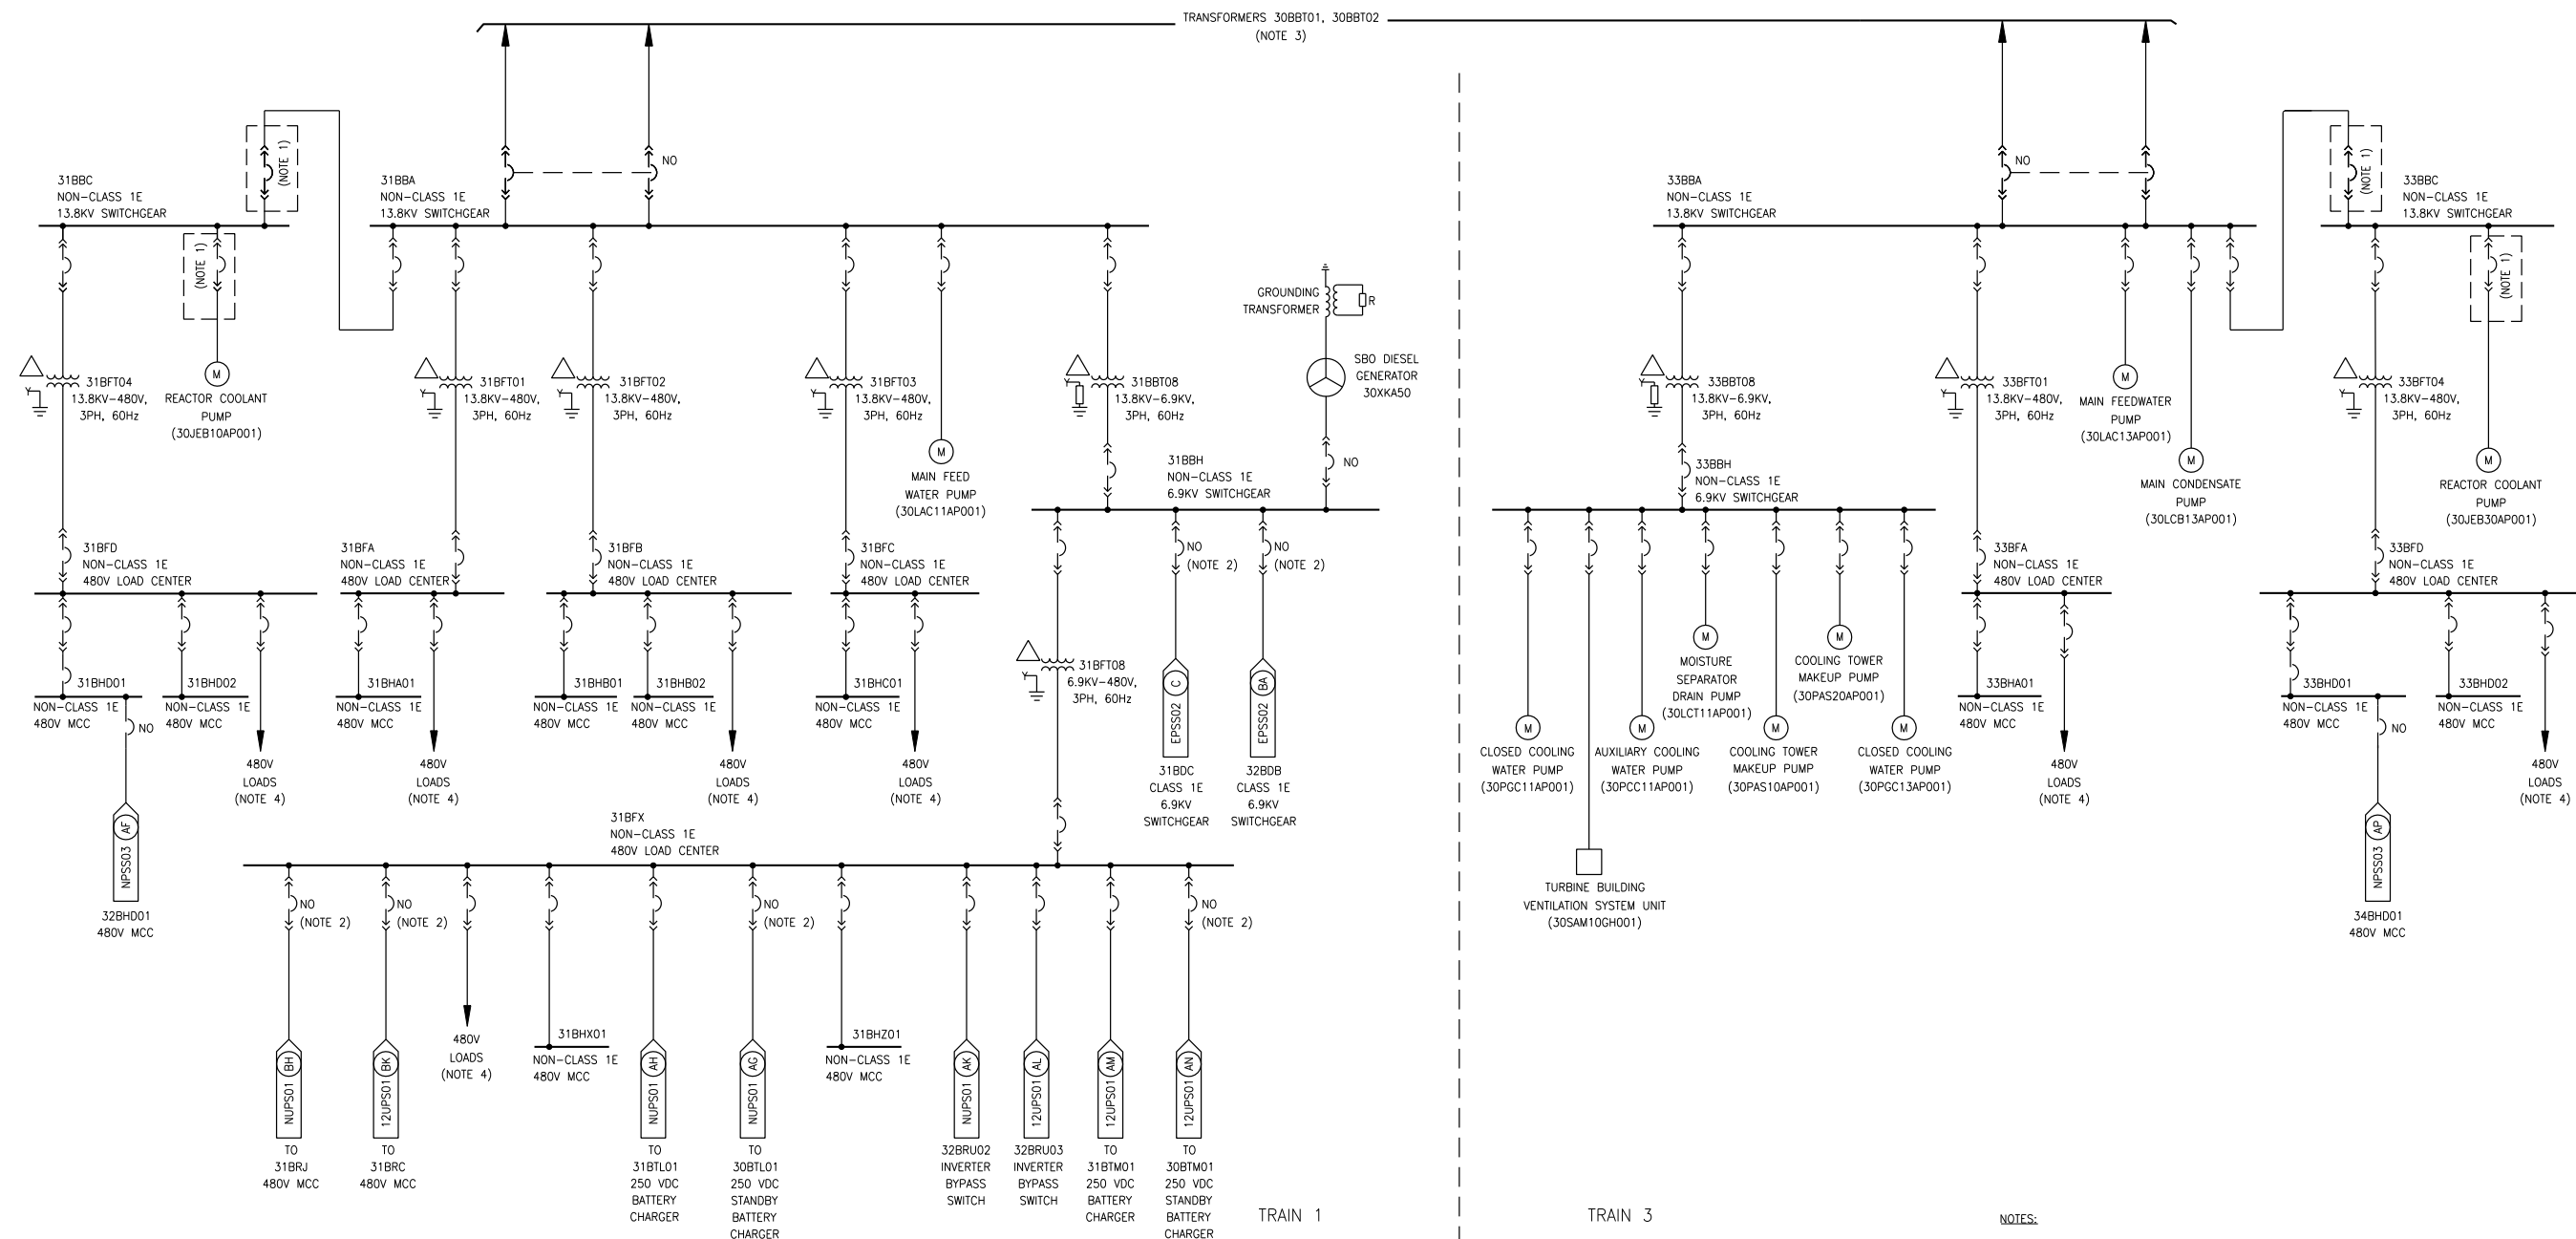 TRANSFORMERS 30BBT01, 30BBT02
(NOTE 3)
31BBC
NON-CLASS 1E
13.8KV SWITCHGEAR
(NOTE 1)
31BBA
NON-CLASS 1E
13.8KV SWITCHGEAR
NO
(NOTE 1)
31BFT04
13.8KV-480V,
3PH, 60Hz
M
REACTOR COOLANT
PUMP
(30JEB10AP001)
31BFT01
13.8KV-480V,
3PH, 60Hz
31BFT02
13.8KV-480V,
3PH, 60Hz
31BFT03
13.8KV-480V,
3PH, 60Hz
M
MAIN FEED
WATER PUMP
(30LAC11AP001)
31BBT08
13.8KV-6.9KV,
3PH, 60Hz
GROUNDING
TRANSFORMER
R
SBO DIESEL
GENERATOR
30XKA50
NO
31BBH
NON-CLASS 1E
6.9KV SWITCHGEAR
31BFD
NON-CLASS 1E
480V LOAD CENTER
31BFA
NON-CLASS 1E
480V LOAD CENTER
31BFB
NON-CLASS 1E
480V LOAD CENTER
31BFC
NON-CLASS 1E
480V LOAD CENTER
31BHD01
NON-CLASS 1E
480V MCC
NO
31BHD02
NON-CLASS 1E
480V MCC
480V
LOADS
(NOTE 4)
31BHA01
NON-CLASS 1E
480V MCC
480V
LOADS
(NOTE 4)
31BHB01
NON-CLASS 1E
480V MCC
31BHB02
NON-CLASS 1E
480V MCC
480V
LOADS
(NOTE 4)
31BHC01
NON-CLASS 1E
480V MCC
480V
LOADS
(NOTE 4)
NPSS03 AF
32BHD01
480V MCC
31BFT08
6.9KV-480V,
3PH, 60Hz
NO
(NOTE 2)
EPSS02 C
31BDC
CLASS 1E
6.9KV
SWITCHGEAR
NO
(NOTE 2)
EPSS02 BA
32BDB
CLASS 1E
6.9KV
SWITCHGEAR
31BFX
NON-CLASS 1E
480V LOAD CENTER
NO
(NOTE 2)
NUPS01 BH
TO
31BRJ
480V MCC
NO
(NOTE 2)
12UPS01 BK
TO
31BRC
480V MCC
480V
LOADS
(NOTE 4)
31BHX01
NON-CLASS 1E
480V MCC
NUPS01 AH
TO
31BTL01
250 VDC
BATTERY
CHARGER
NO
(NOTE 2)
NUPS01 AG
TO
30BTL01
250 VDC
STANDBY
BATTERY
CHARGER
31BHZ01
NON-CLASS 1E
480V MCC
NUPS01 AK
32BRU02
INVERTER
BYPASS
SWITCH
12UPS01 AL
32BRU03
INVERTER
BYPASS
SWITCH
12UPS01 AM
TO
31BTM01
250 VDC
BATTERY
CHARGER
NO
(NOTE 2)
12UPS01 AN
TO
30BTM01
250 VDC
STANDBY
BATTERY
CHARGER
TRAIN 1
33BBA
NON-CLASS 1E
13.8KV SWITCHGEAR
NO
(NOTE 1)
33BBC
NON-CLASS 1E
13.8KV SWITCHGEAR
(NOTE 1)
33BBT08
13.8KV-6.9KV,
3PH, 60Hz
33BFT01
13.8KV-480V,
3PH, 60Hz
M
MAIN FEEDWATER
PUMP
(30LAC13AP001)
M
MAIN CONDENSATE
PUMP
(30LCB13AP001)
33BFT04
13.8KV-480V,
3PH, 60Hz
M
REACTOR COOLANT
PUMP
(30JEB30AP001)
33BBH
NON-CLASS 1E
6.9KV SWITCHGEAR
33BFA
NON-CLASS 1E
480V LOAD CENTER
33BFD
NON-CLASS 1E
480V LOAD CENTER
M
CLOSED COOLING
WATER PUMP
(30PGC11AP001)
TURBINE BUILDING
VENTILATION SYSTEM UNIT
(30SAM10GH001)
M
AUXILIARY COOLING
WATER PUMP
(30PCC11AP001)
M
MOISTURE
SEPARATOR
DRAIN PUMP
(30LCT11AP001)
M
COOLING TOWER
MAKEUP PUMP
(30PAS10AP001)
M
COOLING TOWER
MAKEUP PUMP
(30PAS20AP001)
M
CLOSED COOLING
WATER PUMP
(30PGC13AP001)
33BHA01
NON-CLASS 1E
480V MCC
480V
LOADS
(NOTE 4)
33BHD01
NON-CLASS 1E
480V MCC
NO
NPSS03 AP
34BHD01
480V MCC
33BHD02
NON-CLASS 1E
480V MCC
480V
LOADS
(NOTE 4)
TRAIN 3
NOTES: